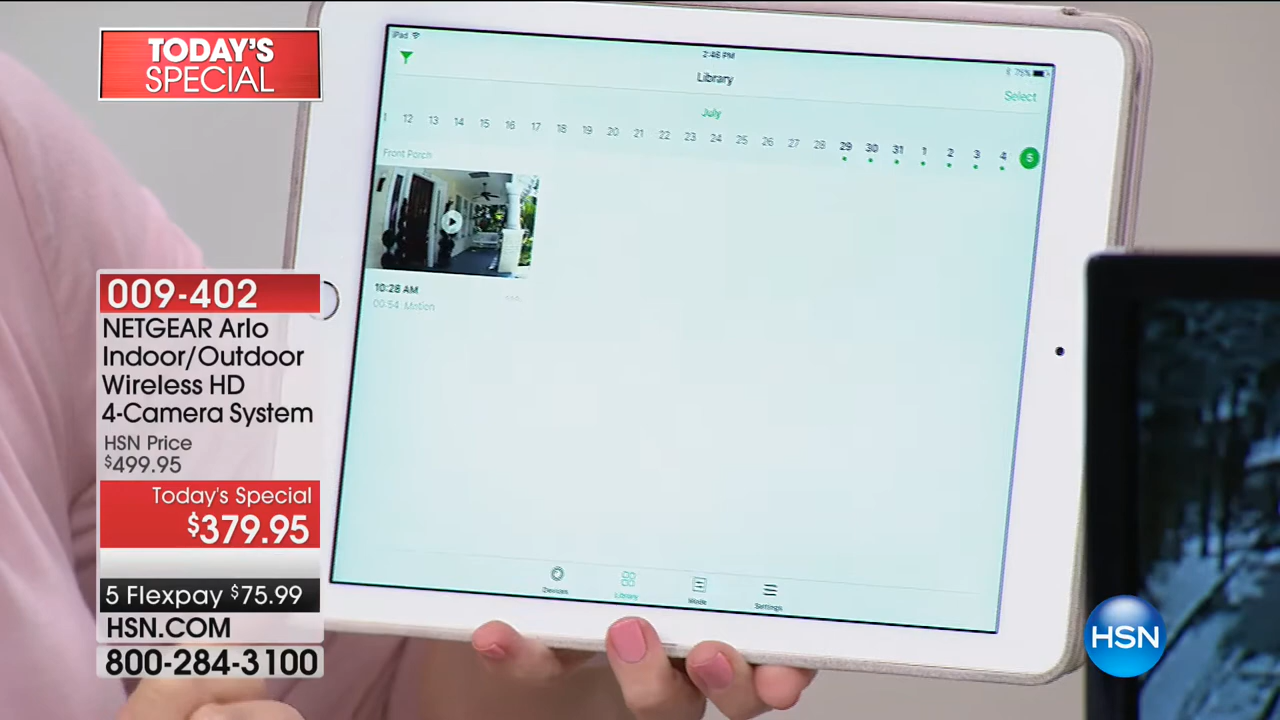 TODAY'S
SPECIAL
009-402
NETGEAR Arlo
Indoor/Outdoor
Wireless HD
4-Camera System
HSN Price
$499.95
Today's Special
$379.95
5 Flexpay $75.99
HSN.COM
800-284-3100
iPad
2:46 PM
75%
Library
Select
July
1 12 13 14 15 16 17 18 19 20 21 22 23 24 25 26 27 28 29 30 31 1 2 3 4 5
Front Porch
10:28 AM
00:54 Motion
Devices
Library
Mode
Settings
HSN